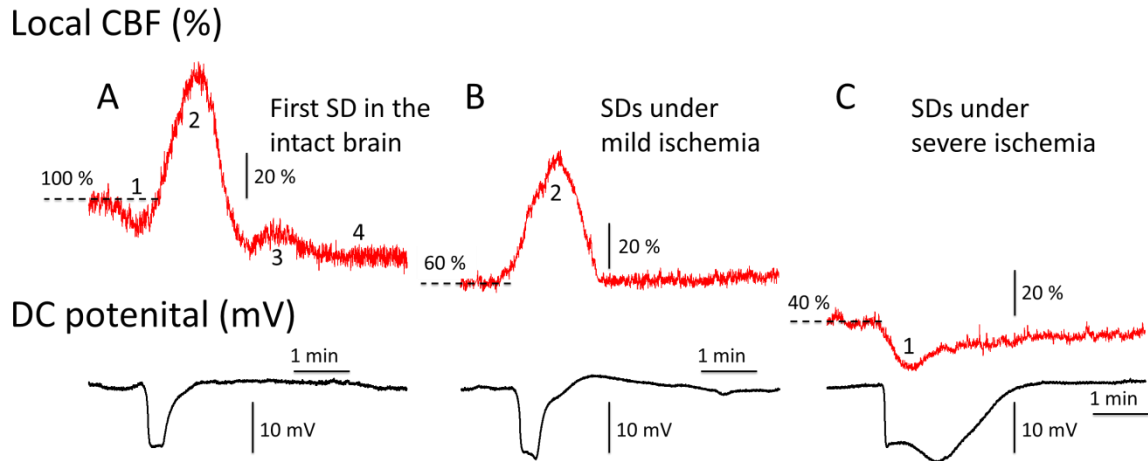 Local CBF (%)
A
First SD in the
intact brain
B
SDs under
mild ischemia
C
SDs under
severe ischemia
100 %
1
2
3
4
20 %
60 %
2
20 %
40 %
1
20 %
DC potenital (mV)
1 min
10 mV
1 min
10 mV
1 min
10 mV